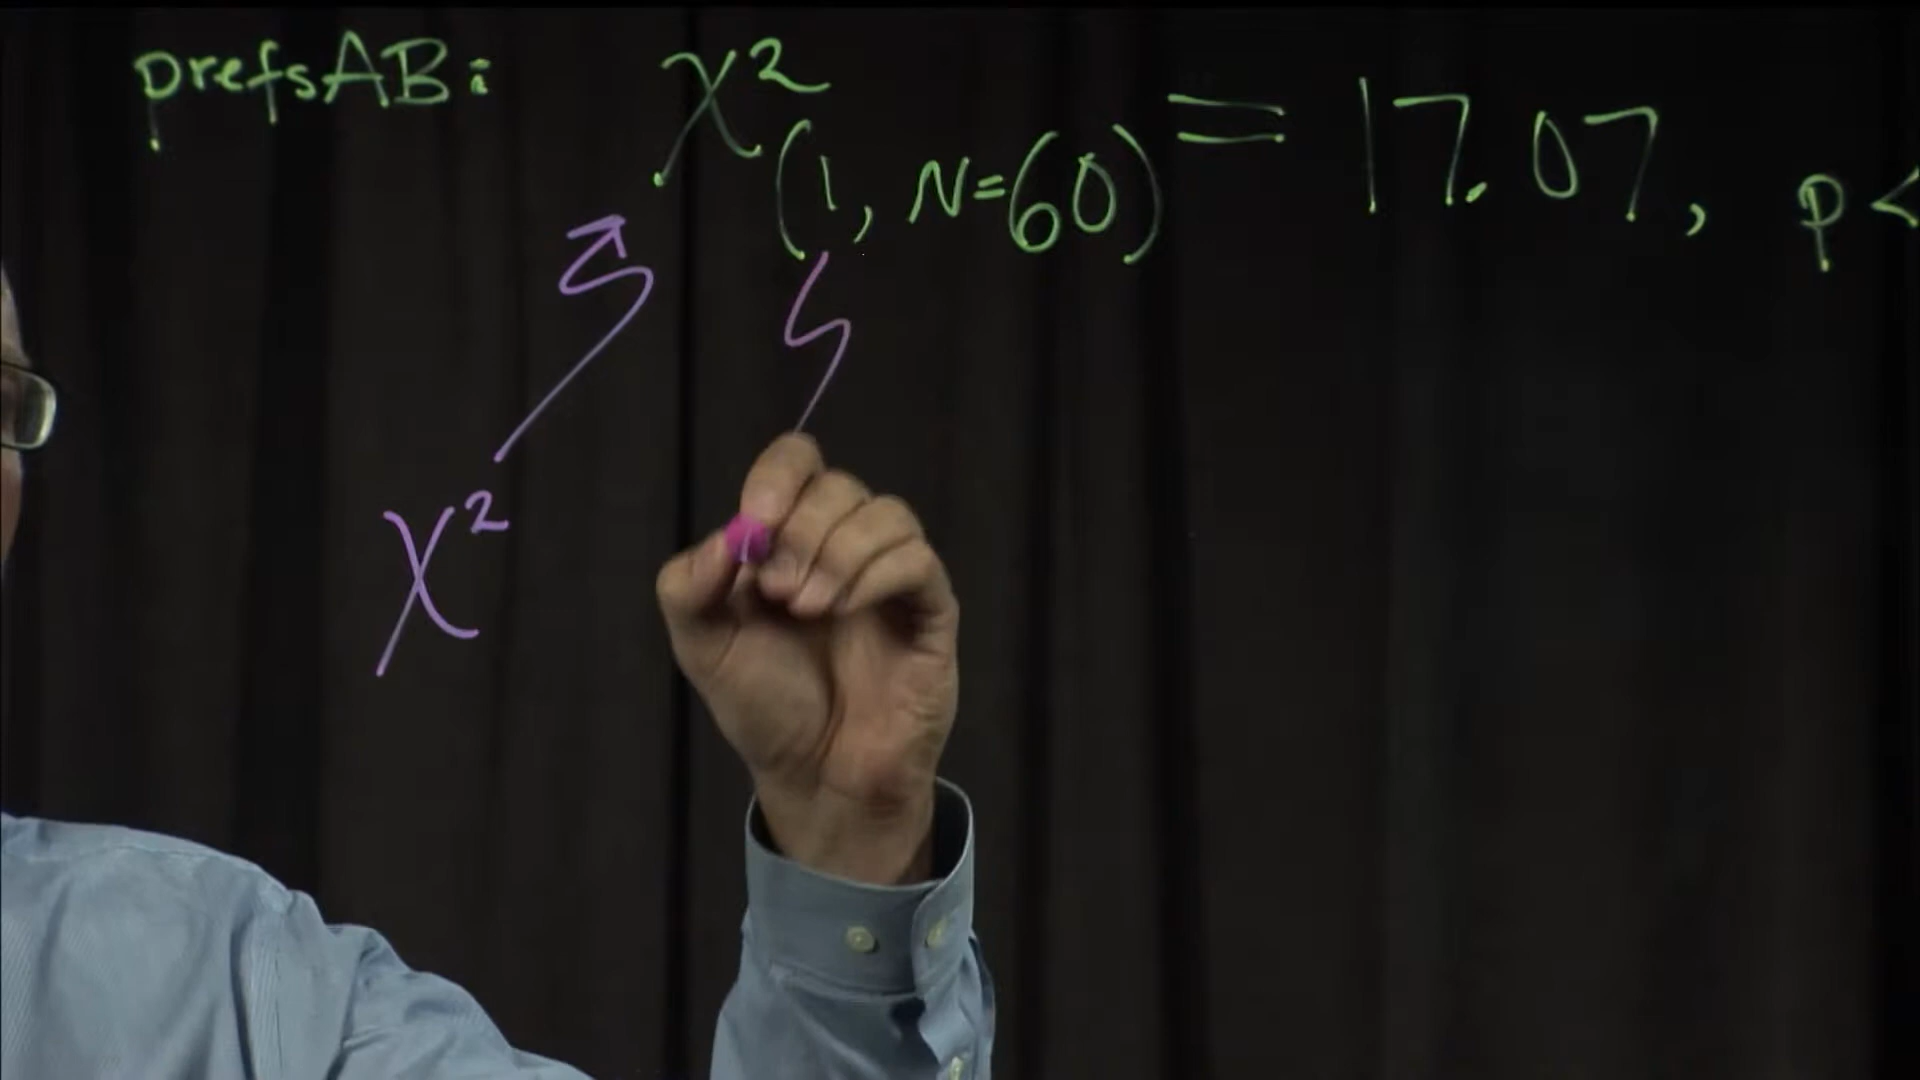 prefsAB: χ²(1, N=60) = 17.07, p <
χ²